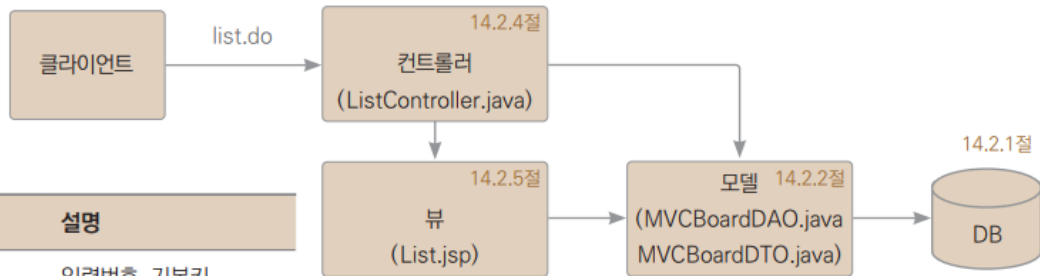 14.2.4절
list.do
클라이언트
컨트롤러
(ListController.java)
14.2.1절
14.2.5절
모델 14.2.2절
설명
뷰
(MVCBoardDAO.java
DB
(List.jsp)
MVCBoardDTO.java)